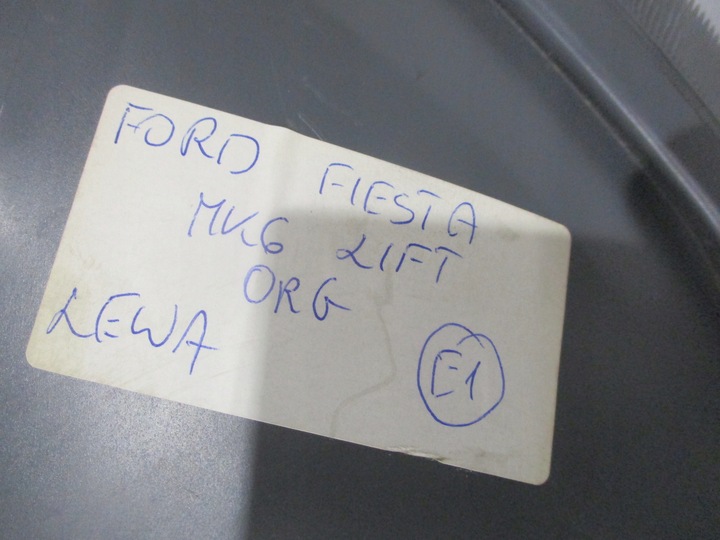 FORD FIESTA
MK6 LIFT
ORG
LEWA
E1